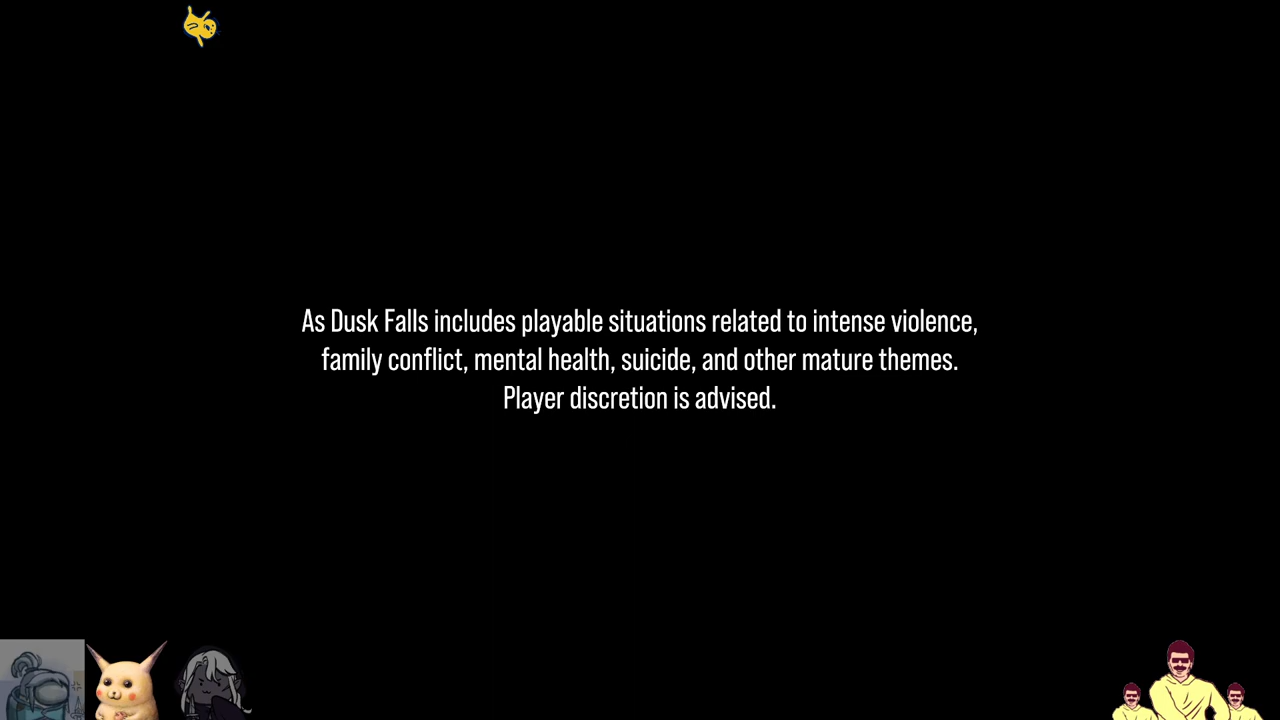 As Dusk Falls includes playable situations related to intense violence,
family conflict, mental health, suicide, and other mature themes.
Player discretion is advised.